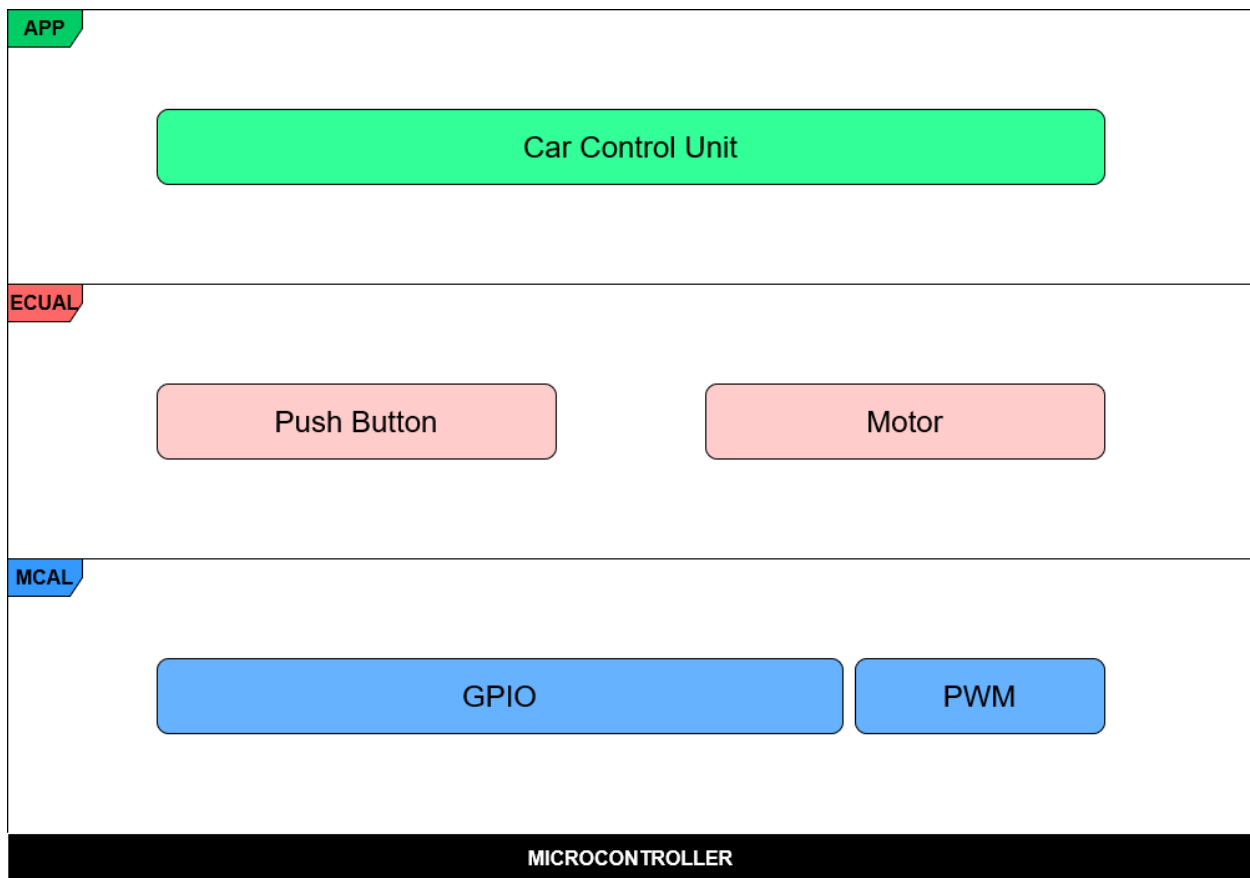 APP
Car Control Unit
ECUAL
Push Button
Motor
MCAL
GPIO
PWM
MICROCONTROLLER